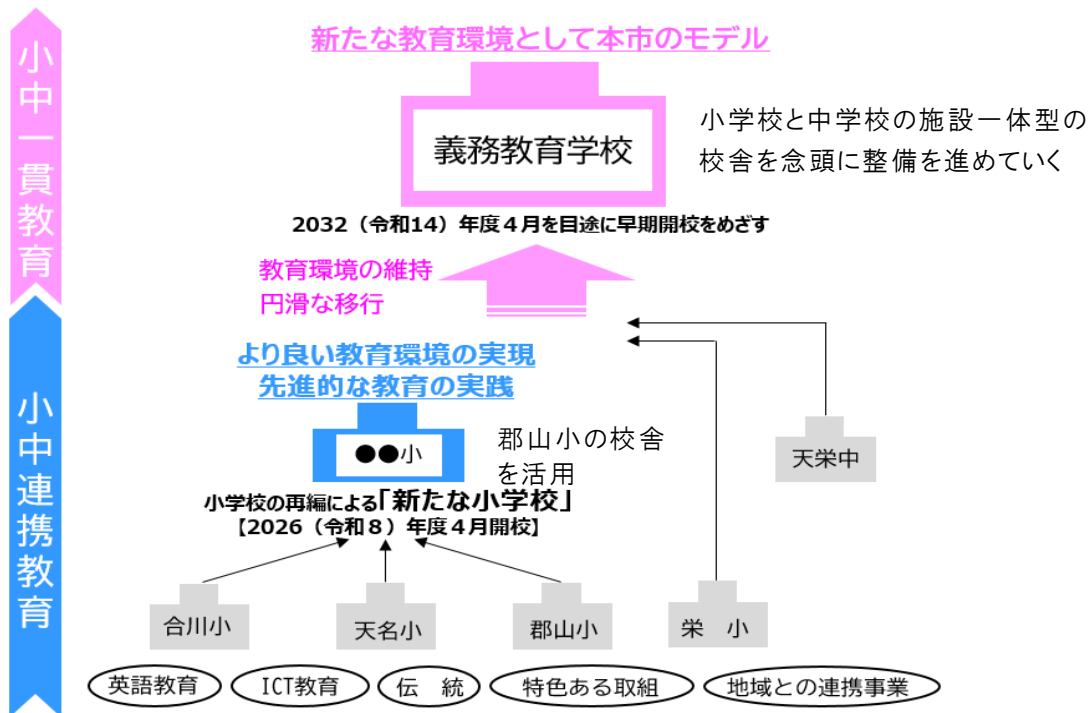 小中一貫教育
新たな教育環境として本市のモデル
義務教育学校
小学校と中学校の施設一体型の
校舎を念頭に整備を進めていく
2032（令和14）年度４月を目途に早期開校をめざす
教育環境の維持
円滑な移行
小中連携教育
より良い教育環境の実現
先進的な教育の実践
●●小
郡山小の校舎
を活用
天栄中
小学校の再編による「新たな小学校」
【2026（令和８）年度４月開校】
合川小
天名小
郡山小
栄　小
英語教育
ICT教育
伝　統
特色ある取組
地域との連携事業